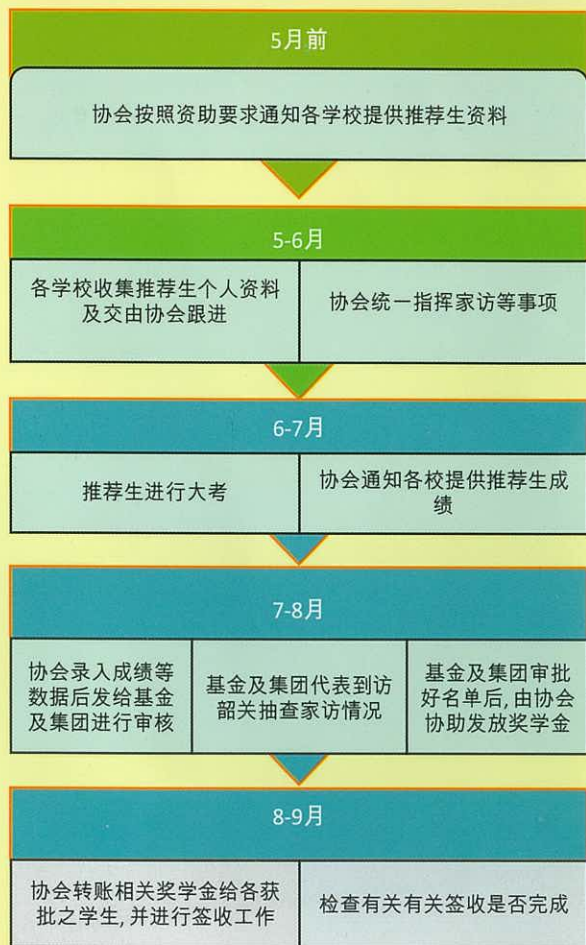 5月前
协会按照资助要求通知各学校提供推荐生资料
5-6月
各学校收集推荐生个人资料
及交由协会跟进
协会统一指挥家访等事项
6-7月
推荐生进行大考
协会通知各校提供推荐生成
绩
7-8月
协会录入成绩等
数据后发给基金
及集团进行审核
基金及集团代表到访
韶关抽查家访情况
基金及集团审批
好名单后, 由协会
协助发放奖学金
8-9月
协会转账相关奖学金给各获
批之学生, 并进行签收工作
检查有关有关签收是否完成